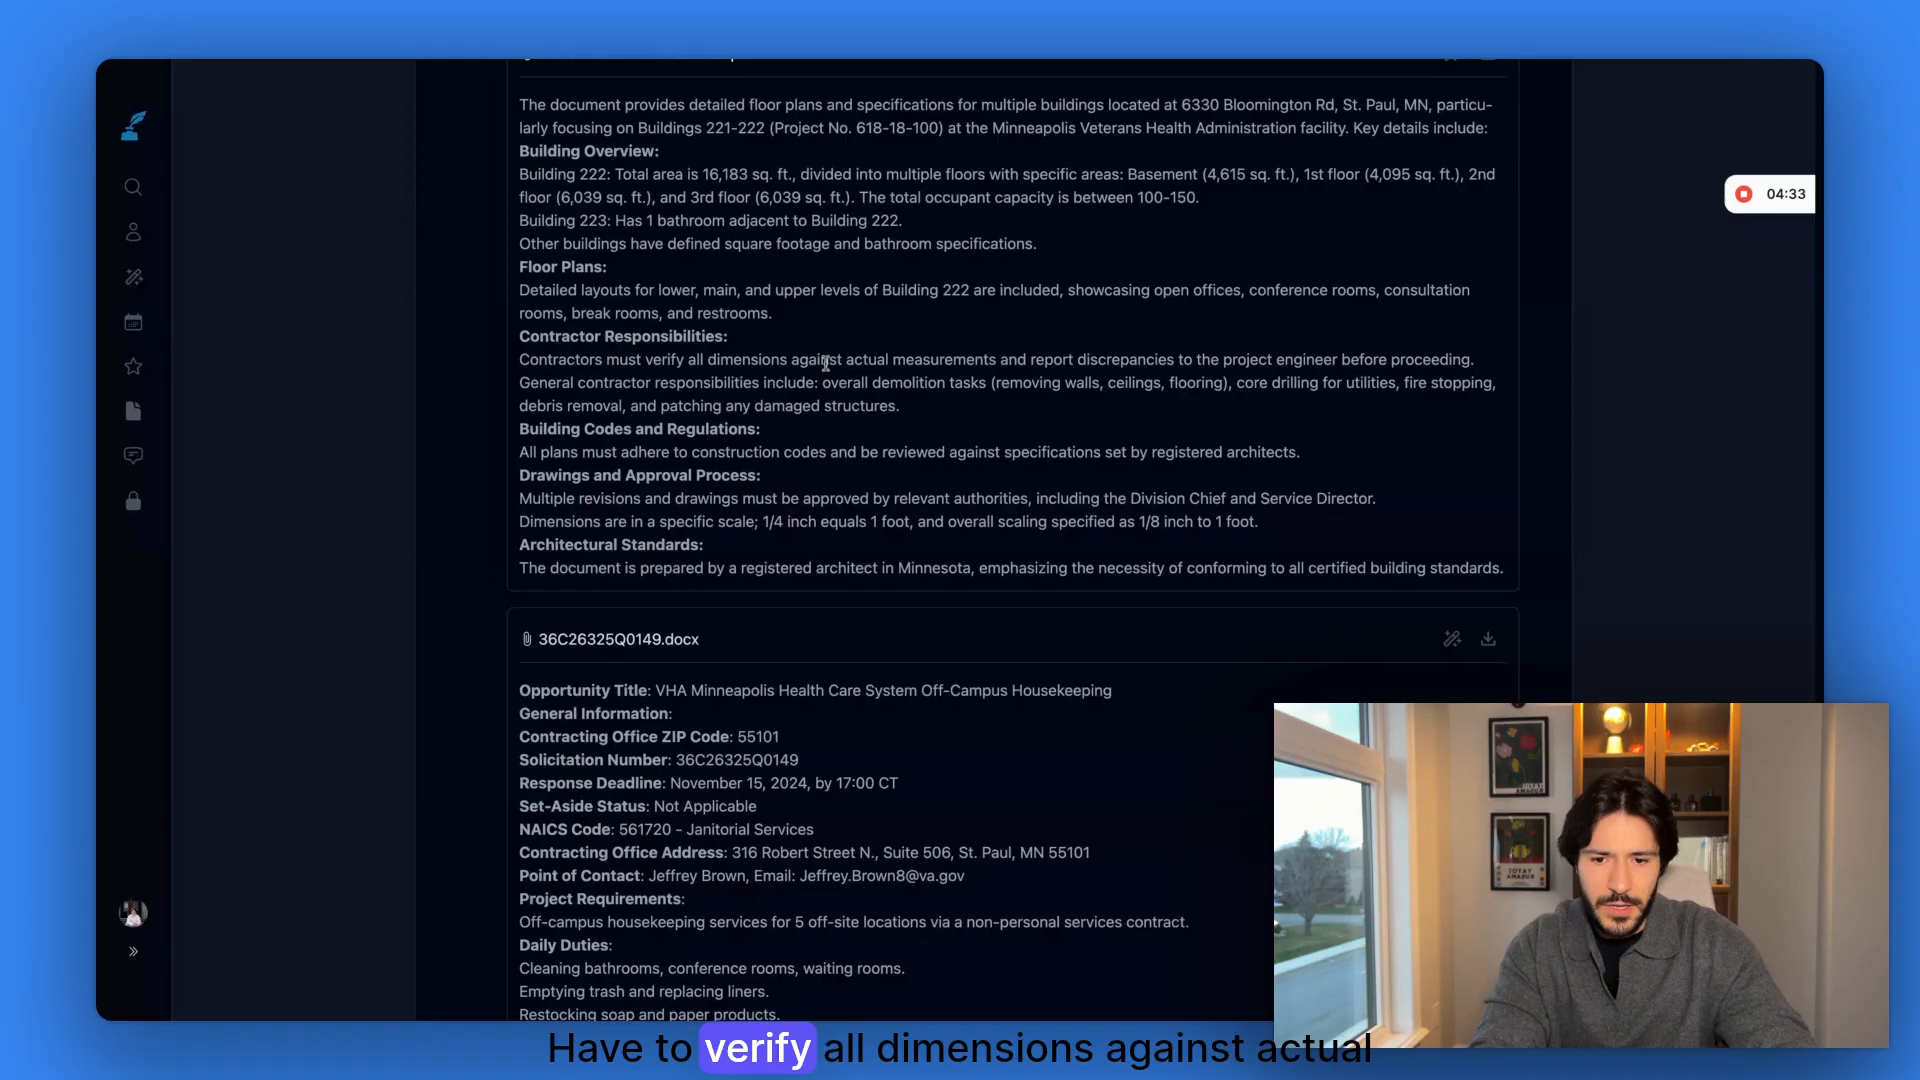 The document provides detailed floor plans and specifications for multiple buildings located at 6330 Bloomington Rd, St. Paul, MN, particu-
larly focusing on Buildings 221-222 (Project No. 618-18-100) at the Minneapolis Veterans Health Administration facility. Key details include:
Building Overview:
Building 222: Total area is 16,183 sq. ft., divided into multiple floors with specific areas: Basement (4,615 sq. ft.), 1st floor (4,095 sq. ft.), 2nd
floor (6,039 sq. ft.), and 3rd floor (6,039 sq. ft.). The total occupant capacity is between 100-150.
Building 223: Has 1 bathroom adjacent to Building 222.
Other buildings have defined square footage and bathroom specifications.
Floor Plans:
Detailed layouts for lower, main, and upper levels of Building 222 are included, showcasing open offices, conference rooms, consultation
rooms, break rooms, and restrooms.
Contractor Responsibilities:
Contractors must verify all dimensions against actual measurements and report discrepancies to the project engineer before proceeding.
General contractor responsibilities include: overall demolition tasks (removing walls, ceilings, flooring), core drilling for utilities, fire stopping,
debris removal, and patching any damaged structures.
Building Codes and Regulations:
All plans must adhere to construction codes and be reviewed against specifications set by registered architects.
Drawings and Approval Process:
Multiple revisions and drawings must be approved by relevant authorities, including the Division Chief and Service Director.
Dimensions are in a specific scale; 1/4 inch equals 1 foot, and overall scaling specified as 1/8 inch to 1 foot.
Architectural Standards:
The document is prepared by a registered architect in Minnesota, emphasizing the necessity of conforming to all certified building standards.
04:33
36C26325Q0149.docx
Opportunity Title: VHA Minneapolis Health Care System Off-Campus Housekeeping
General Information:
Contracting Office ZIP Code: 55101
Solicitation Number: 36C26325Q0149
Response Deadline: November 15, 2024, by 17:00 CT
Set-Aside Status: Not Applicable
NAICS Code: 561720 - Janitorial Services
Contracting Office Address: 316 Robert Street N., Suite 506, St. Paul, MN 55101
Point of Contact: Jeffrey Brown, Email: Jeffrey.Brown8@va.gov
Project Requirements:
Off-campus housekeeping services for 5 off-site locations via a non-personal services contract.
Daily Duties:
Cleaning bathrooms, conference rooms, waiting rooms.
Emptying trash and replacing liners.
Restocking soap and paper products.
Have to verify all dimensions against actual